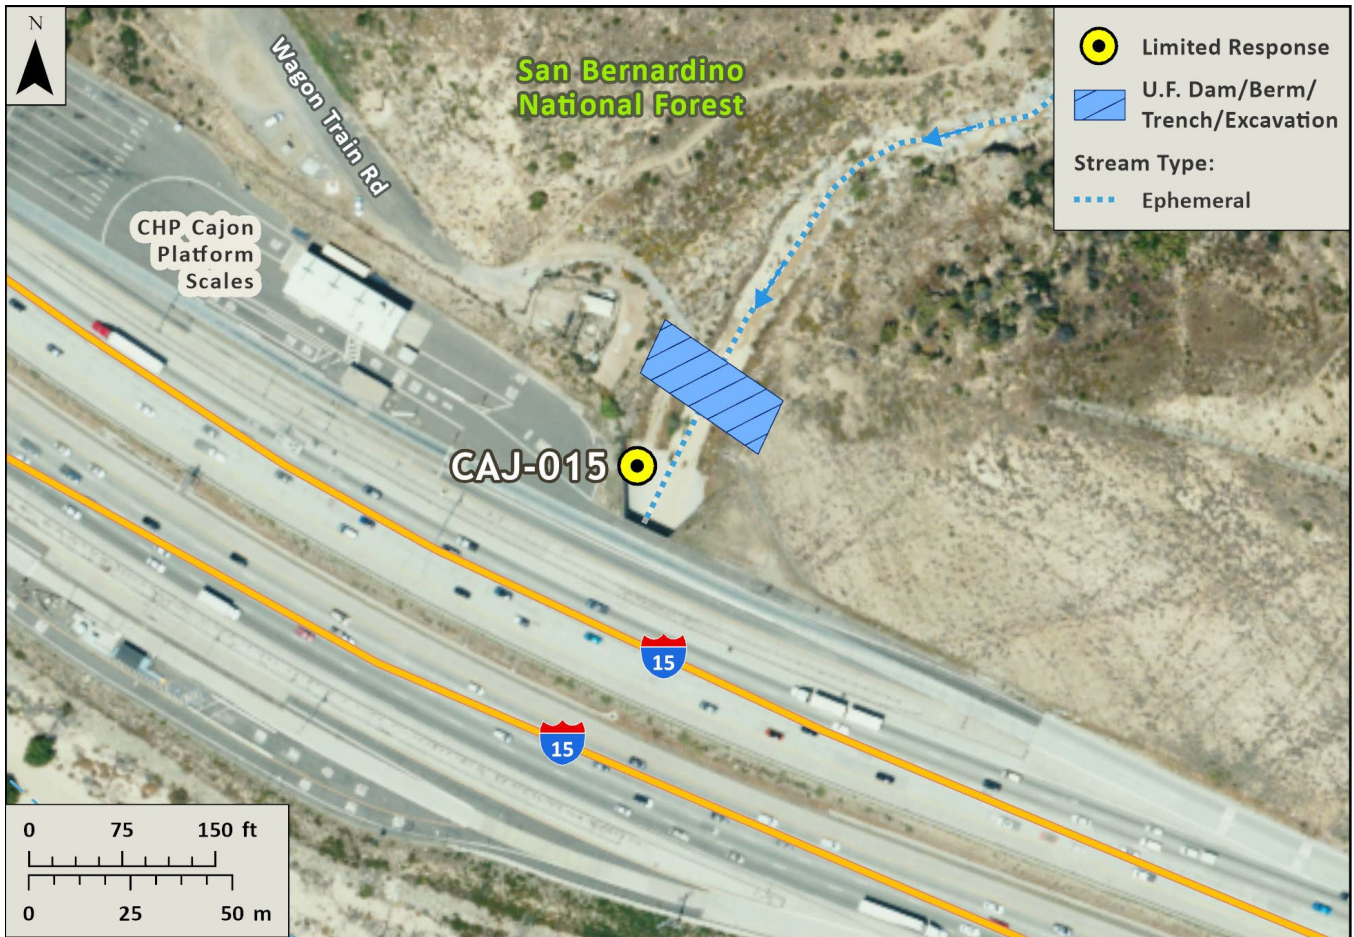 N
Wagon Train Rd
San Bernardino
National Forest
Limited Response
U.F. Dam/Berm/
Trench/Excavation
Stream Type:
Ephemeral
CHP Cajon
Platform
Scales
CAJ-015
15
15
0 75 150 ft
0 25 50 m